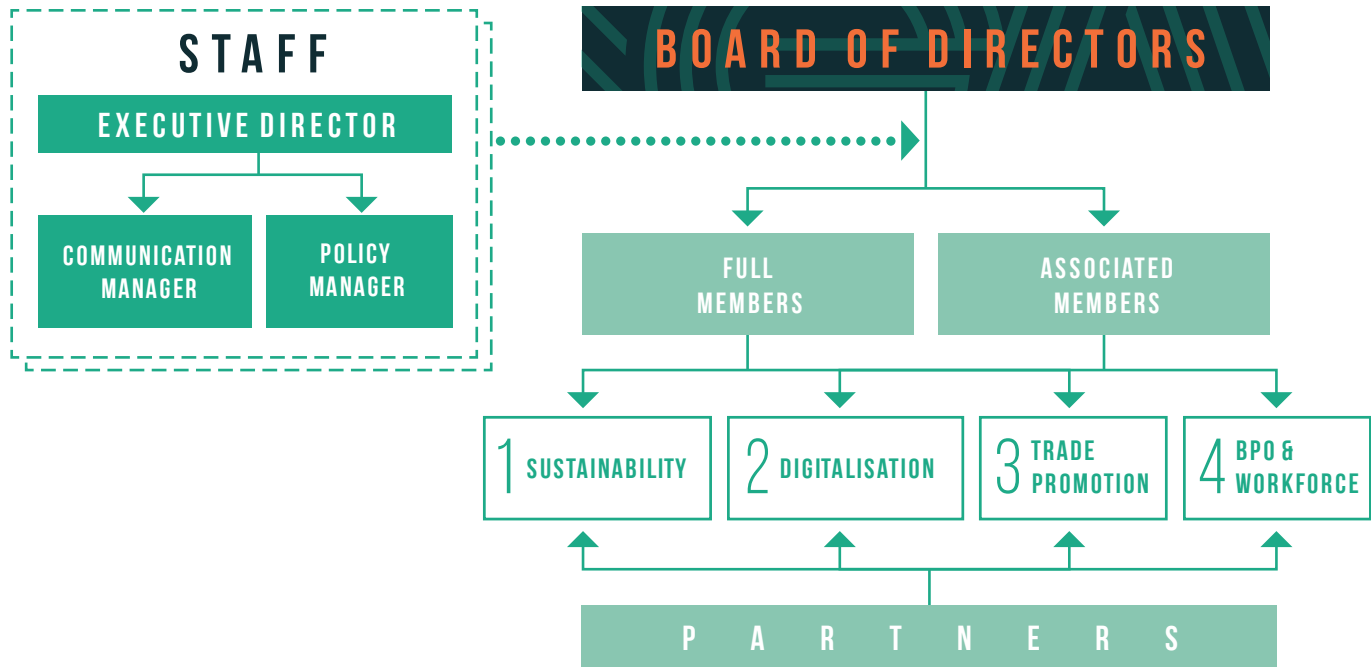 STAFF
EXECUTIVE DIRECTOR
COMMUNICATION
MANAGER
POLICY
MANAGER
BOARD OF DIRECTORS
FULL
MEMBERS
ASSOCIATED
MEMBERS
1 SUSTAINABILITY
2 DIGITALISATION
3 TRADE
PROMOTION
4 BPO &
WORKFORCE
PARTNERS